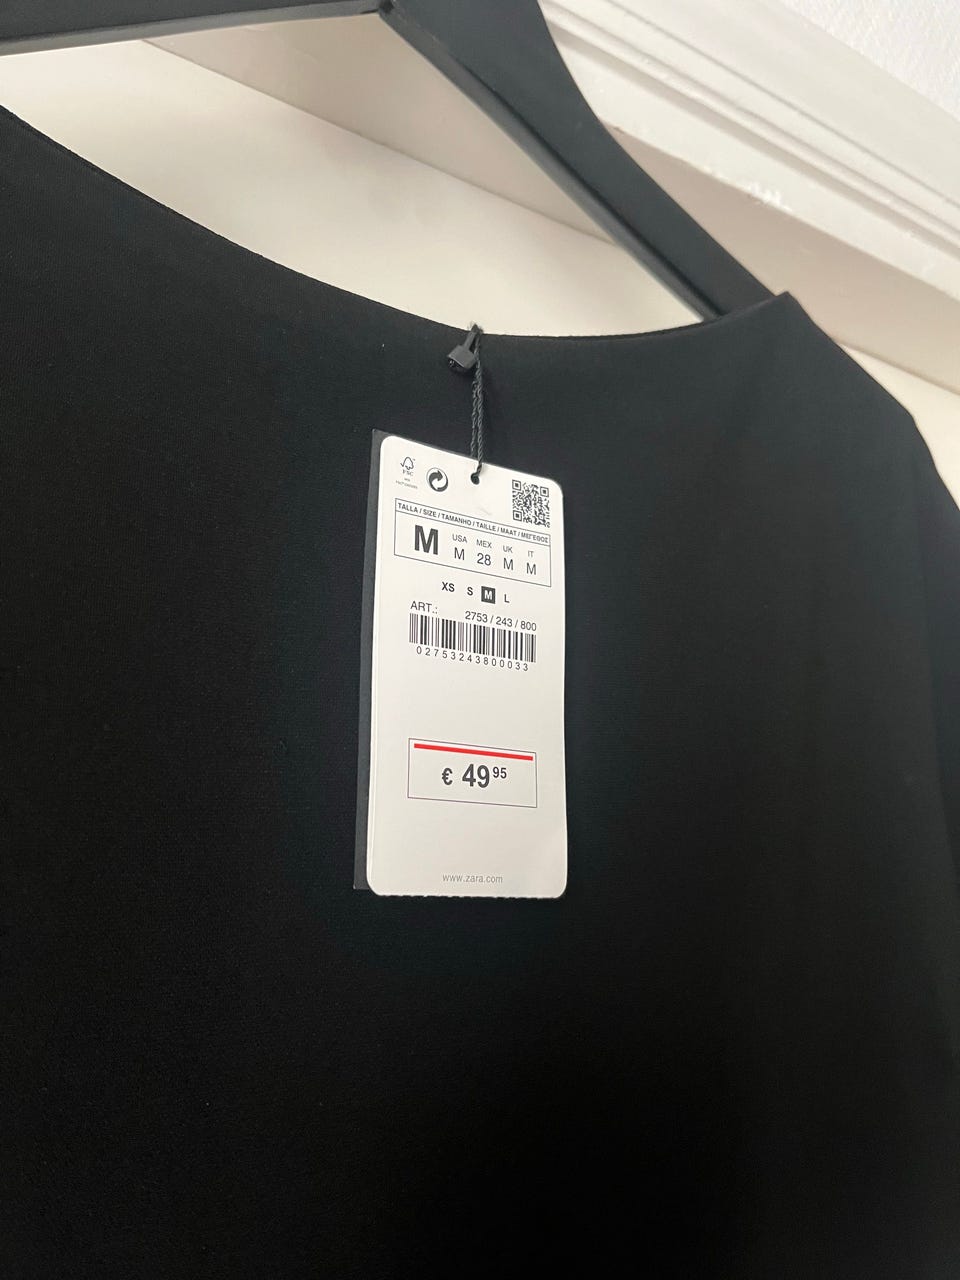 FSC
TALLA / SIZE / TAMANHO / TAILLE / MAAT / ΜΕΓΕΘΟΣ
M
USA MEX UK IT
M 28 M M
XS S M L
ART.: 2753 / 243 / 800
02753243800033
€ 49 95
www.zara.com